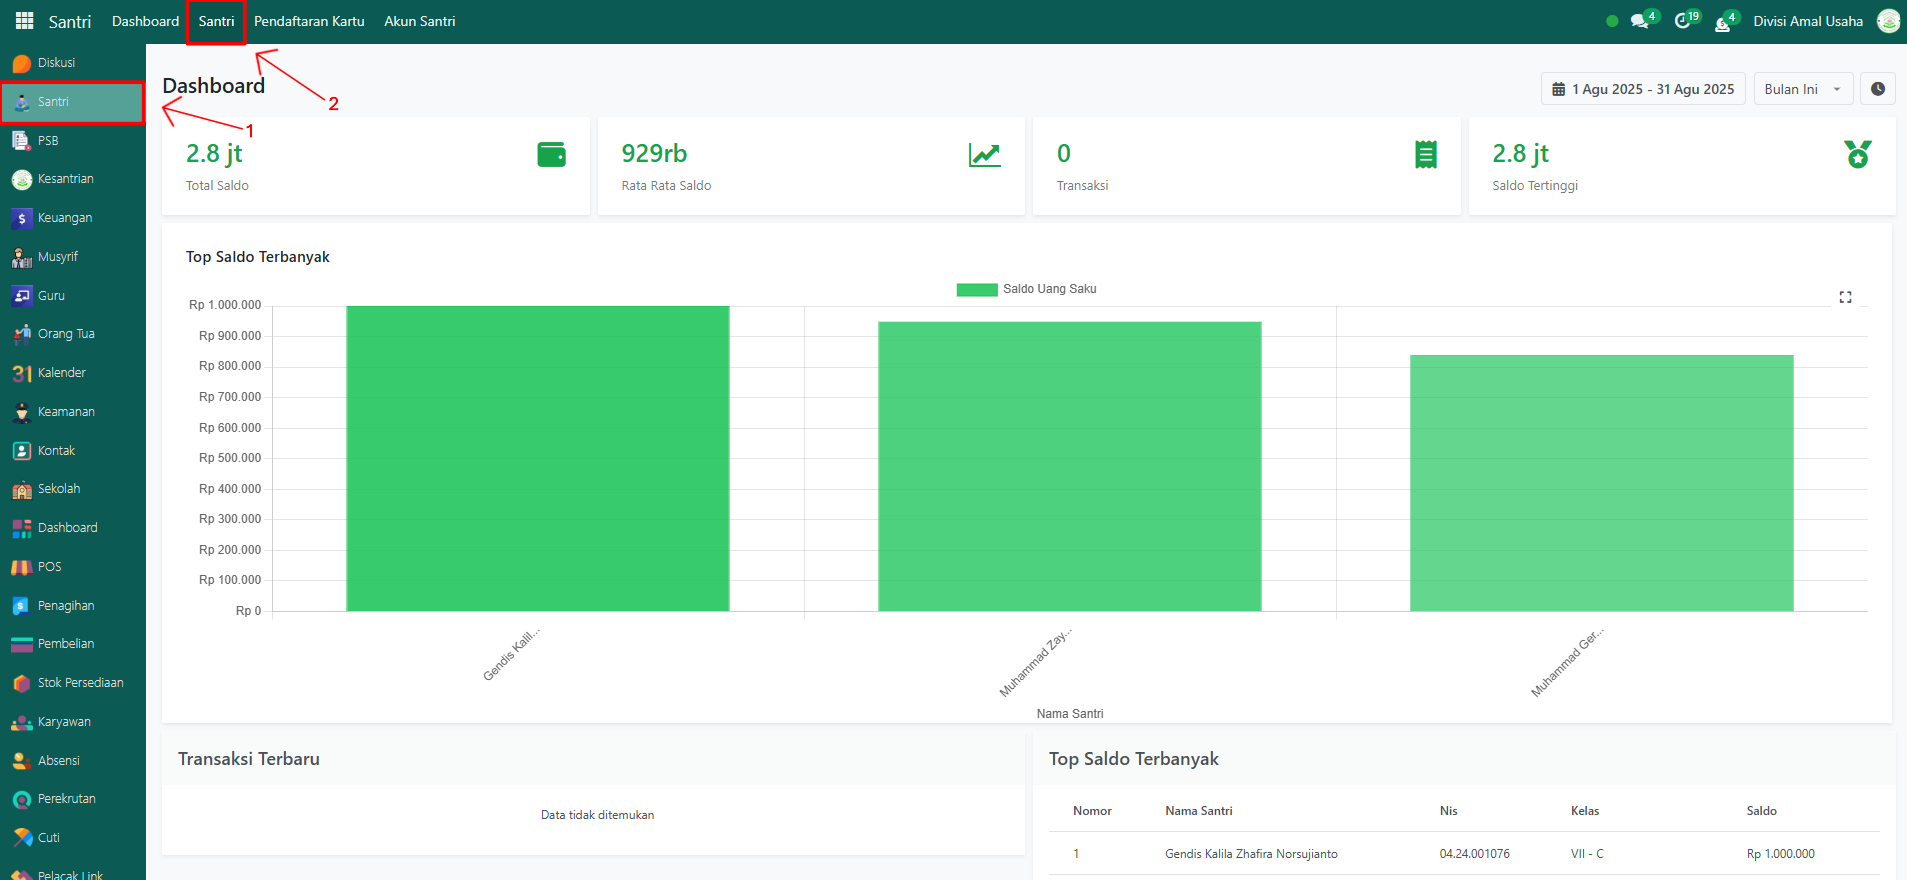 Santri Dashboard Santri Pendaftaran Kartu Akun Santri 4 19 4 Divisi Amal Usaha
Diskusi
Santri
PSB
Kesantrian
Keuangan
Musyrif
Guru
Orang Tua
31 Kalender
Keamanan
Kontak
Sekolah
Dashboard
POS
Penagihan
Pembelian
Stok Persediaan
Karyawan
Absensi
Perekrutan
Cuti
Pelacak Link
1
2
Dashboard
1 Agu 2025 - 31 Agu 2025 Bulan Ini
2.8 jt
Total Saldo
929rb
Rata Rata Saldo
0
Transaksi
2.8 jt
Saldo Tertinggi
Top Saldo Terbanyak
Saldo Uang Saku
Rp 1.000.000
Rp 900.000
Rp 800.000
Rp 700.000
Rp 600.000
Rp 500.000
Rp 400.000
Rp 300.000
Rp 200.000
Rp 100.000
Rp 0
Gendis Kalil...
Muhammad Zay...
Muhammad Ger...
Nama Santri
Transaksi Terbaru
Data tidak ditemukan
Top Saldo Terbanyak
Nomor Nama Santri Nis Kelas Saldo
1 Gendis Kalila Zhafira Norsujianto 04.24.001076 VII - C Rp 1.000.000